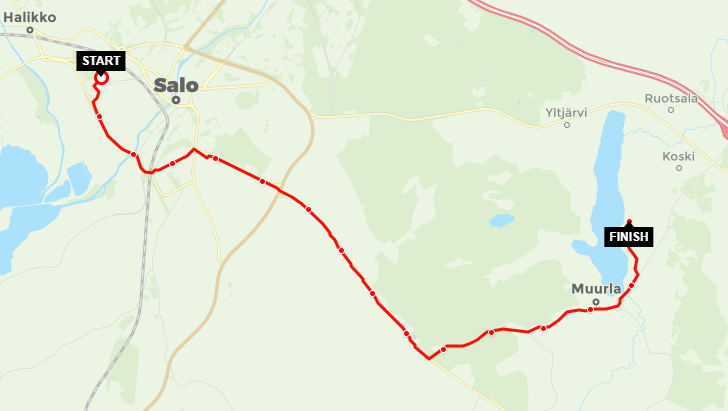 Halikko
START
Salo
Ruotsala
Yltjärvi
Koski
FINISH
Muurla